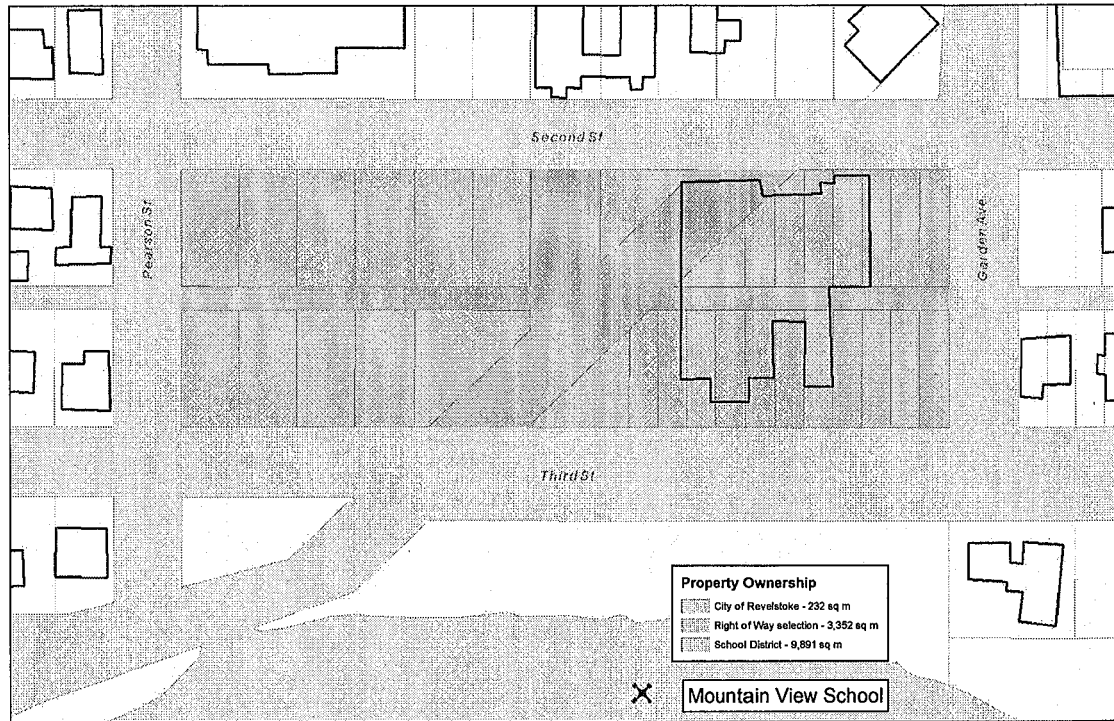 Second St
Pearson St
Garden Ave.
Third St
Property Ownership
City of Revelstoke - 232 sq m
Right of Way selection - 3,352 sq m
School District - 9,891 sq m
Mountain View School